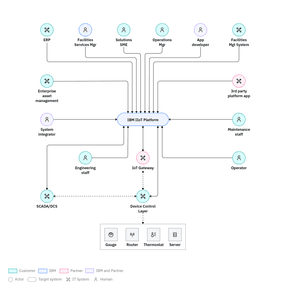 ERP
Facilities
Services Mgr
Solutions
SME
Operations
Mgr
App
developer
Facilities
Mgt System
Enterprise
asset
management
3rd party
platform app
System
integrator
IBM IIoT Platform
Maintenance
staff
Engineering
staff
IIoT Gateway
Operator
SCADA/DCS
Device Control
Layer
Gauge
Router
Thermostat
Server
Customer
IBM
Partner
IBM and Partner
Actor
Target system
IT System
Human